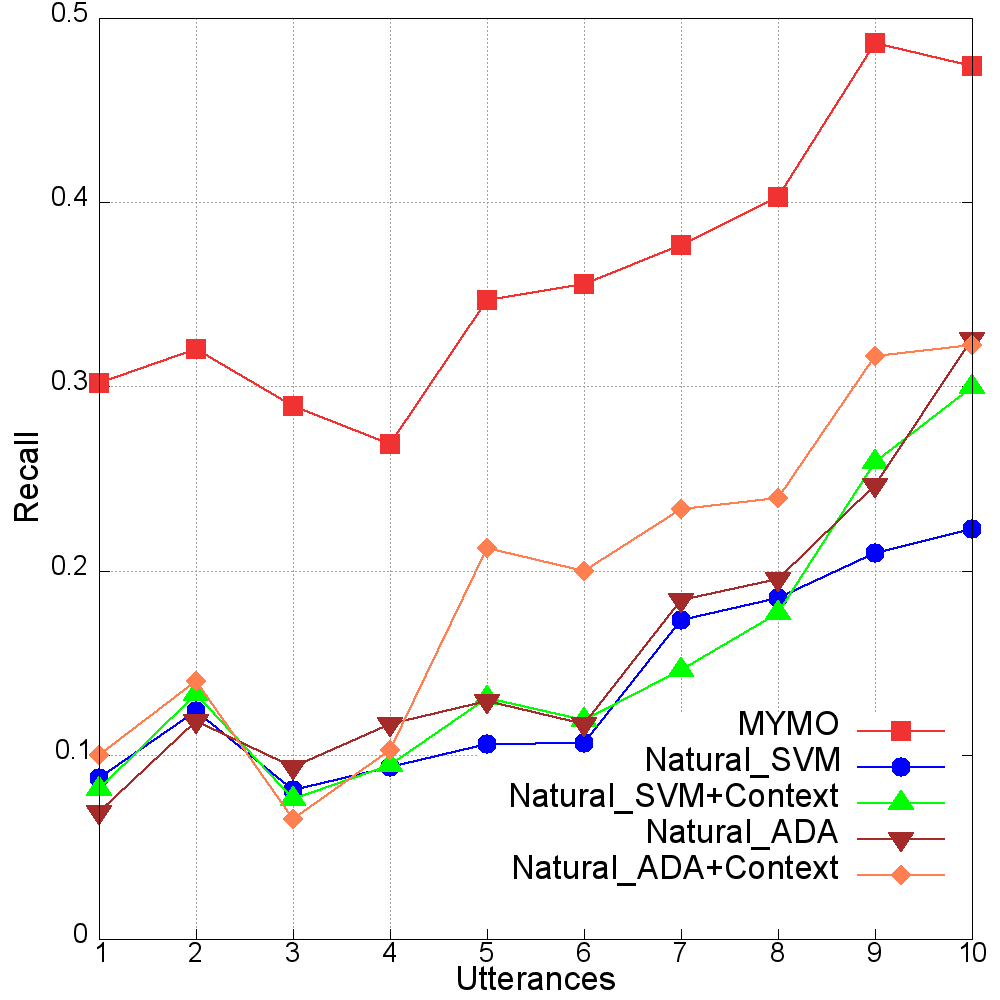 0.5
0.4
0.3
0.2
0.1
0
Recall
MYMO
Natural_SVM
Natural_SVM+Context
Natural_ADA
Natural_ADA+Context
1 2 3 4 5 6 7 8 9 10
Utterances